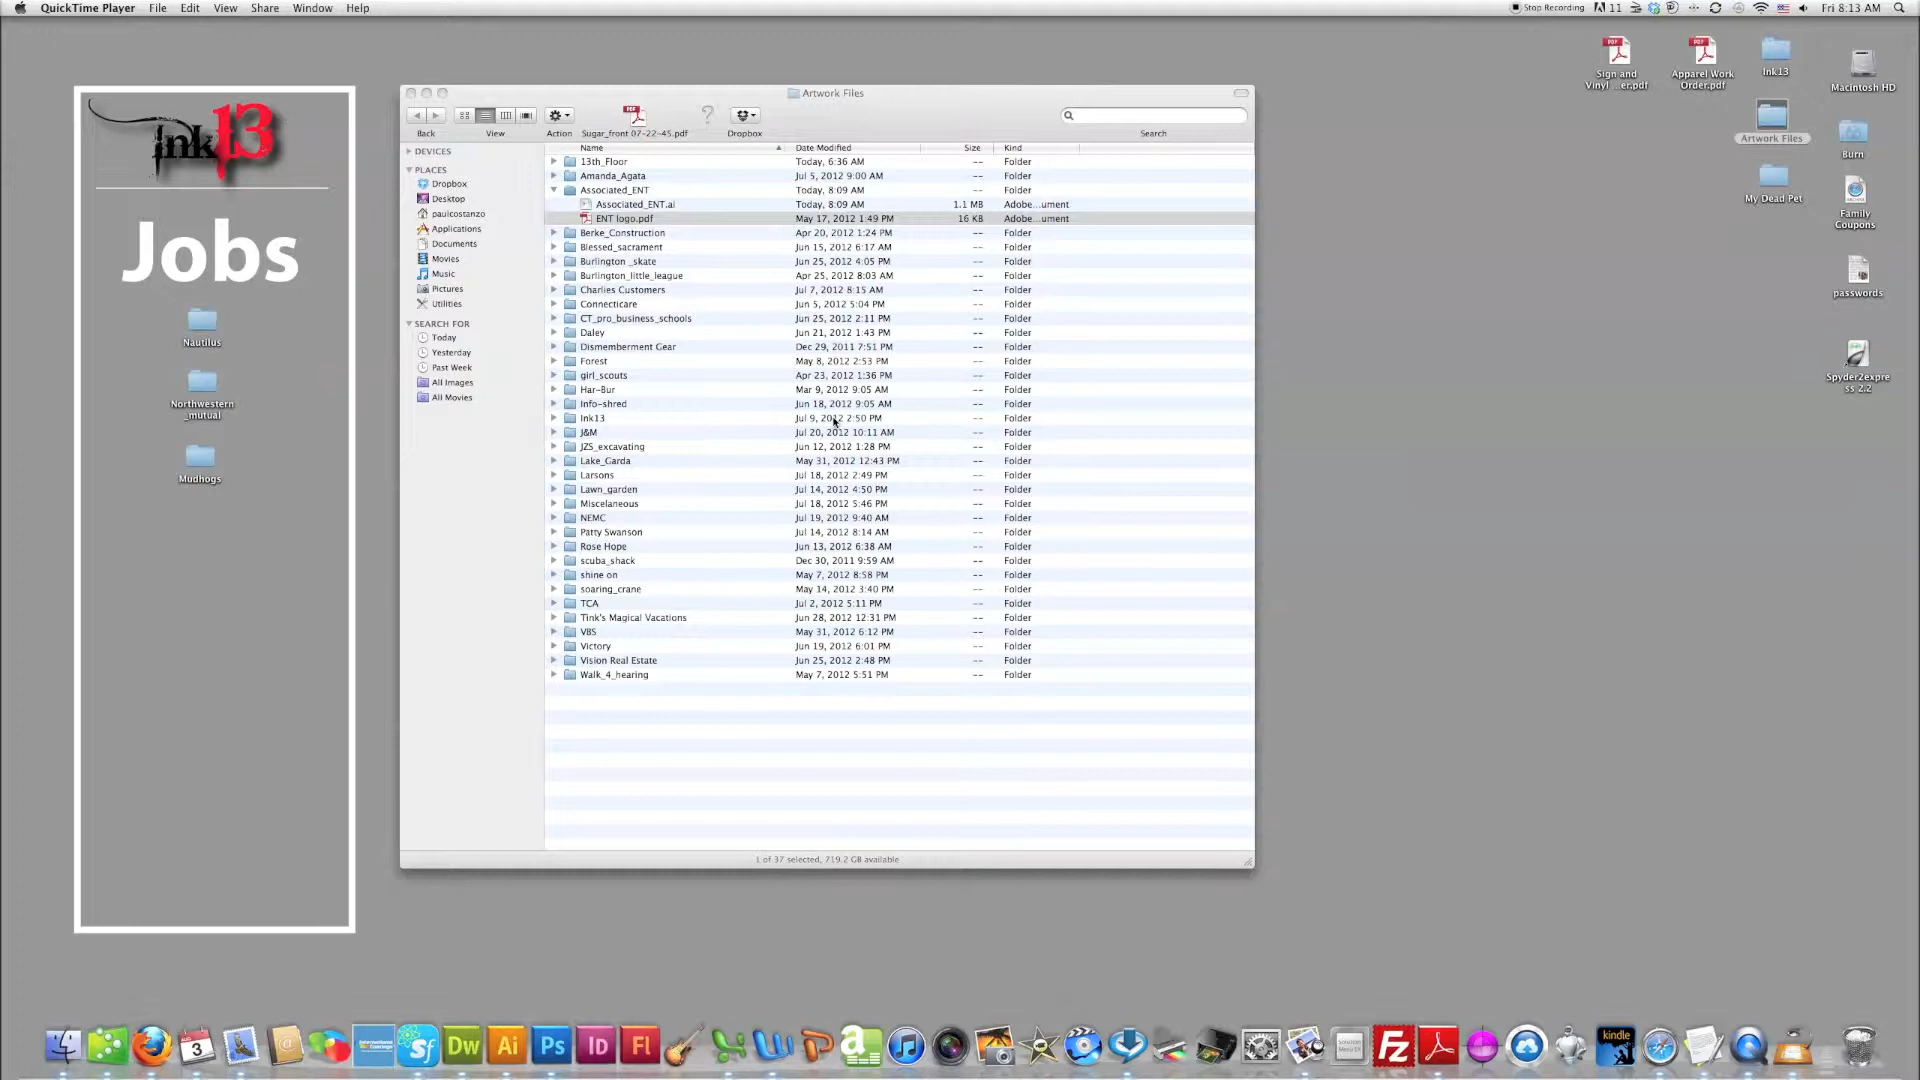 QuickTime Player File Edit View Share Window Help
Stop Recording 11 Fri 8:13 AM
Ink13
Jobs
Nautilus
Northwestern
_mutual
Mudhogs
Artwork Files
Back View Action Sugar_front 07-22-45.pdf Dropbox Search
DEVICES
PLACES
Dropbox
Desktop
paulcostanzo
Applications
Documents
Movies
Music
Pictures
Utilities
SEARCH FOR
Today
Yesterday
Past Week
All Images
All Movies
Name Date Modified Size Kind
13th_Floor Today, 6:36 AM -- Folder
Amanda_Agata Jul 5, 2012 9:00 AM -- Folder
Associated_ENT Today, 8:09 AM -- Folder
Associated_ENT.ai Today, 8:09 AM 1.1 MB Adobe...ument
ENT logo.pdf May 17, 2012 1:49 PM 16 KB Adobe...ument
Berke_Construction Apr 20, 2012 1:24 PM -- Folder
Blessed_sacrament Jun 15, 2012 6:17 AM -- Folder
Burlington _skate Jun 25, 2012 4:05 PM -- Folder
Burlington_little_league Apr 25, 2012 8:03 AM -- Folder
Charlies Customers Jul 7, 2012 8:15 AM -- Folder
Connecticare Jun 5, 2012 5:04 PM -- Folder
CT_pro_business_schools Jun 25, 2012 2:11 PM -- Folder
Daley Jun 21, 2012 1:43 PM -- Folder
Dismemberment Gear Dec 29, 2011 7:51 PM -- Folder
Forest May 8, 2012 2:53 PM -- Folder
girl_scouts Apr 23, 2012 1:36 PM -- Folder
Har-Bur Mar 9, 2012 9:05 AM -- Folder
Info-shred Jun 18, 2012 9:05 AM -- Folder
Ink13 Jul 9, 2012 2:50 PM -- Folder
J&M Jul 20, 2012 10:11 AM -- Folder
JZS_excavating Jun 12, 2012 1:28 PM -- Folder
Lake_Garda May 31, 2012 12:43 PM -- Folder
Larsons Jul 18, 2012 2:49 PM -- Folder
Lawn_garden Jul 14, 2012 4:50 PM -- Folder
Miscelaneous Jul 18, 2012 5:46 PM -- Folder
NEMC Jul 19, 2012 9:40 AM -- Folder
Patty Swanson Jul 14, 2012 8:14 AM -- Folder
Rose Hope Jun 13, 2012 6:38 AM -- Folder
scuba_shack Dec 30, 2011 9:59 AM -- Folder
shine on May 7, 2012 8:58 PM -- Folder
soaring_crane May 14, 2012 3:40 PM -- Folder
TCA Jul 2, 2012 5:11 PM -- Folder
Tink's Magical Vacations Jun 28, 2012 12:31 PM -- Folder
VBS May 31, 2012 6:12 PM -- Folder
Victory Jun 19, 2012 6:01 PM -- Folder
Vision Real Estate Jun 25, 2012 2:48 PM -- Folder
Walk_4_hearing May 7, 2012 5:51 PM -- Folder
1 of 37 selected, 719.2 GB available
Sign and
Vinyl ...er.pdf
Apparel Work
Order.pdf
Ink13
Macintosh HD
Artwork Files
Burn
My Dead Pet
Family
Coupons
passwords
Spyder2expre
ss 2.2
AUG
3
Sf Dw Ai Ps Id Fl
a
Fz
kindle